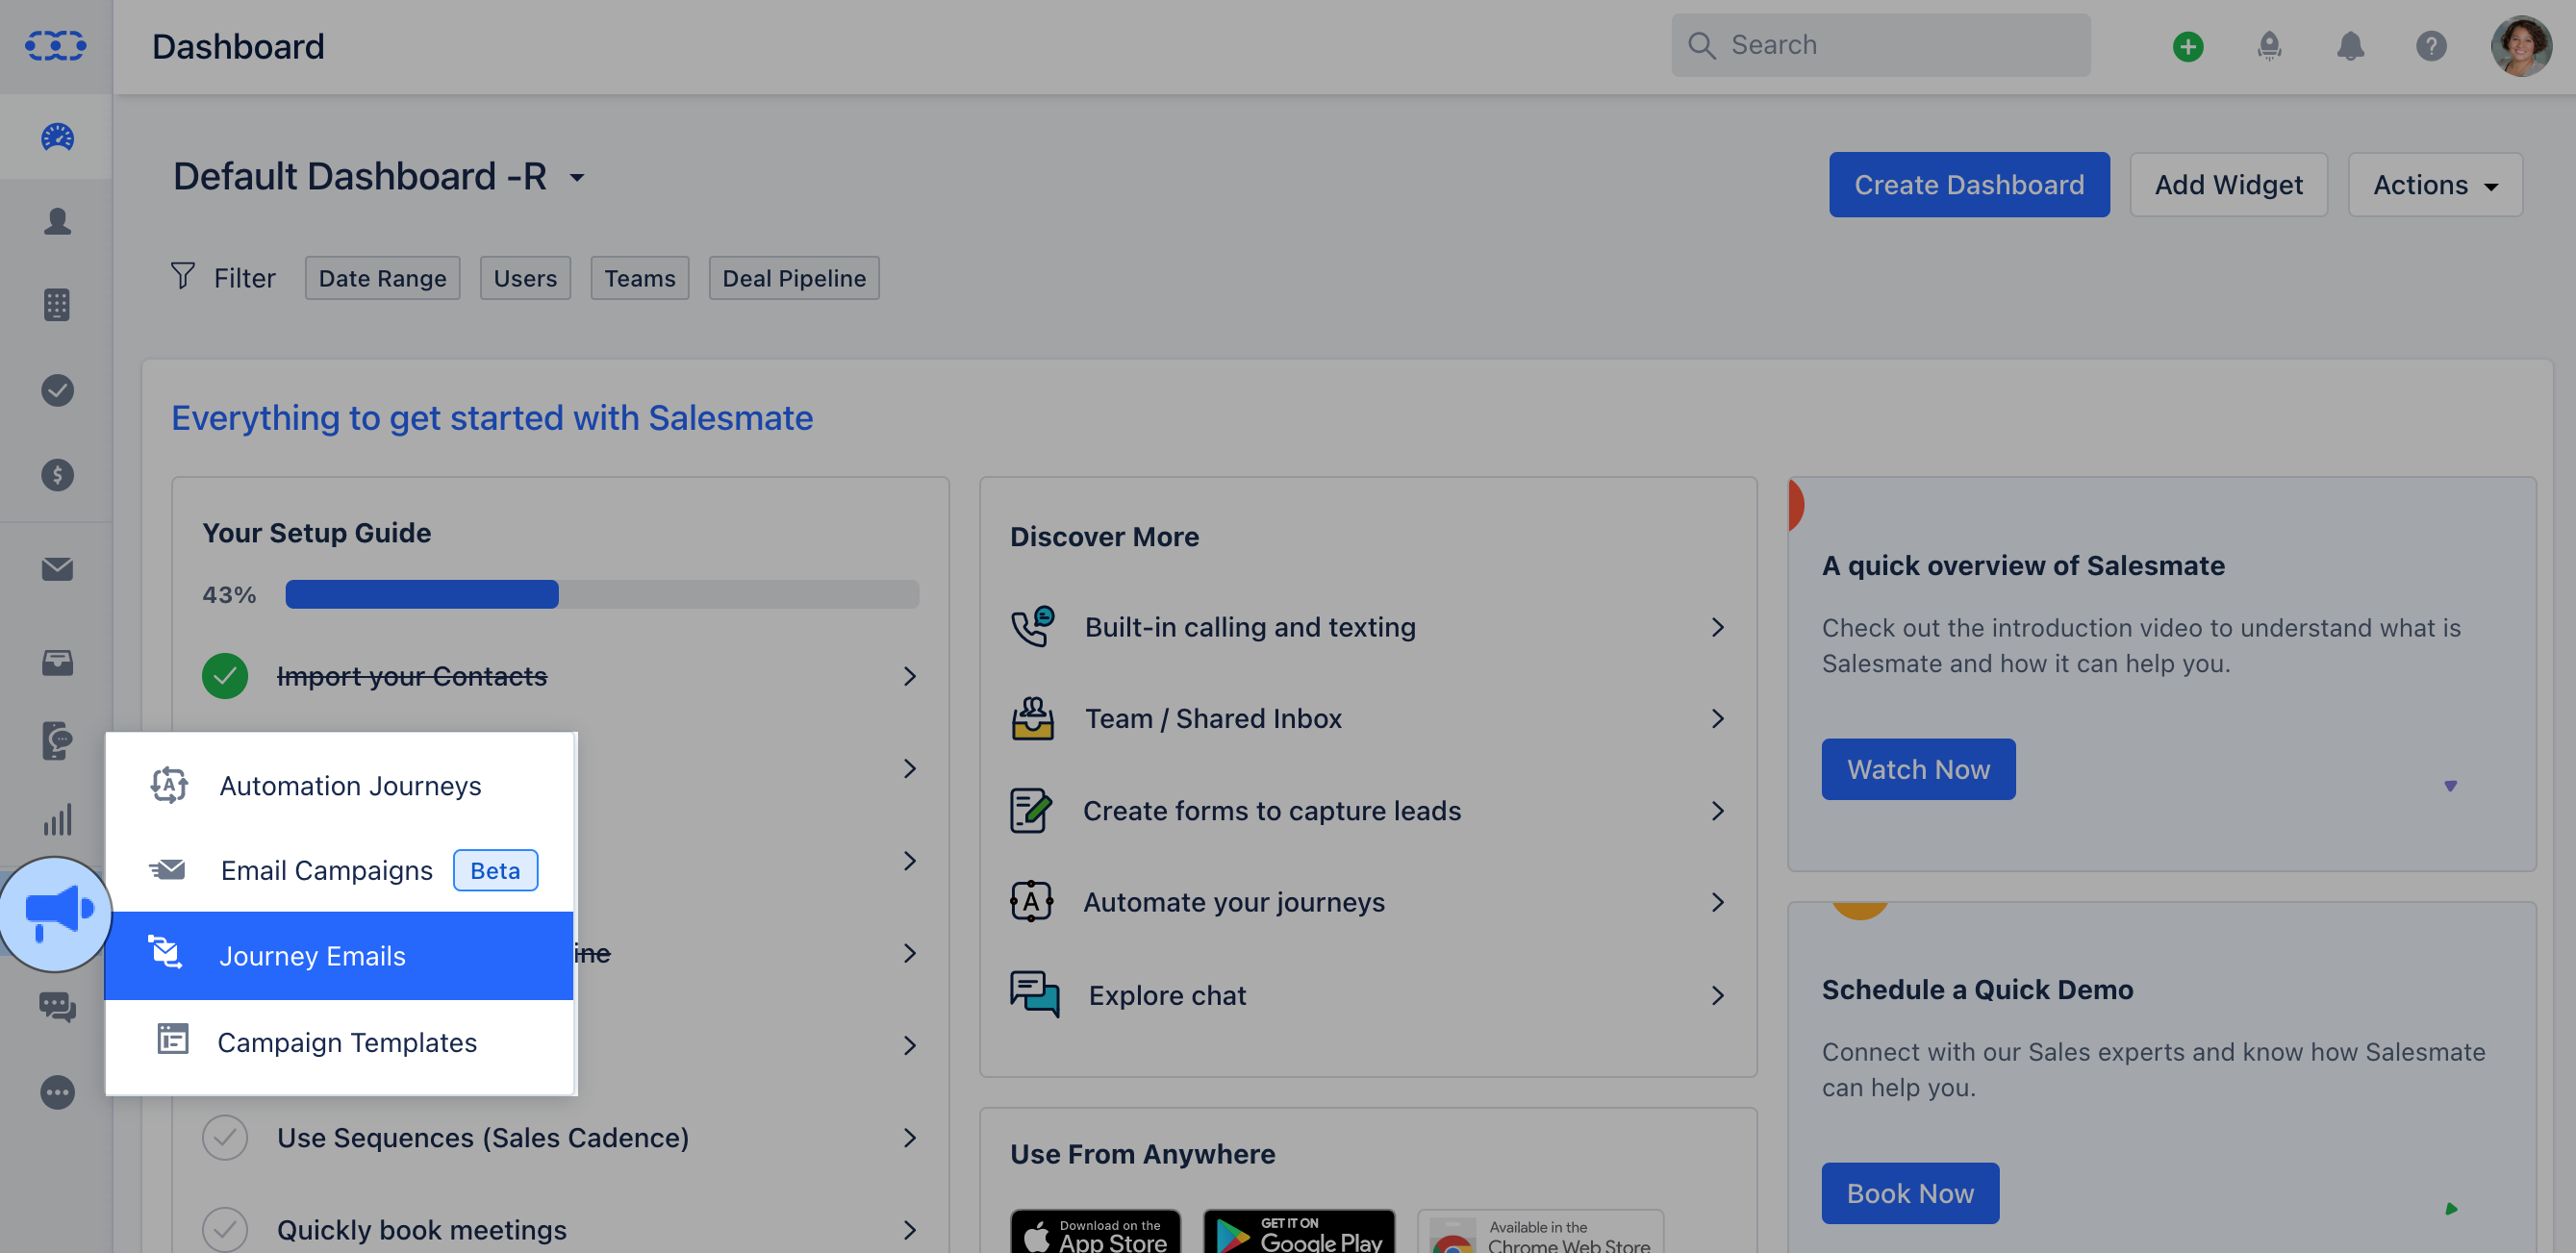 Dashboard
Search
Default Dashboard -R
Create Dashboard
Add Widget
Actions
Filter
Date Range
Users
Teams
Deal Pipeline
Everything to get started with Salesmate
Your Setup Guide
43%
Import your Contacts
Automation Journeys
Email Campaigns
Beta
Journey Emails
ine
Campaign Templates
Use Sequences (Sales Cadence)
Quickly book meetings
Discover More
Built-in calling and texting
Team / Shared Inbox
Create forms to capture leads
A
Automate your journeys
Explore chat
Use From Anywhere
Download on the
App Store
GET IT ON
Google Play
Available in the
Chrome Web Store
A quick overview of Salesmate
Check out the introduction video to understand what is
Salesmate and how it can help you.
Watch Now
Schedule a Quick Demo
Connect with our Sales experts and know how Salesmate
can help you.
Book Now